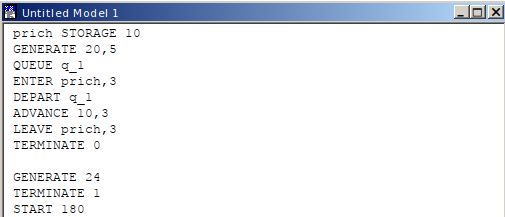 Untitled Model 1
prich STORAGE 10
GENERATE 20,5
QUEUE q_1
ENTER prich,3
DEPART q_1
ADVANCE 10,3
LEAVE prich,3
TERMINATE 0
GENERATE 24
TERMINATE 1
START 180